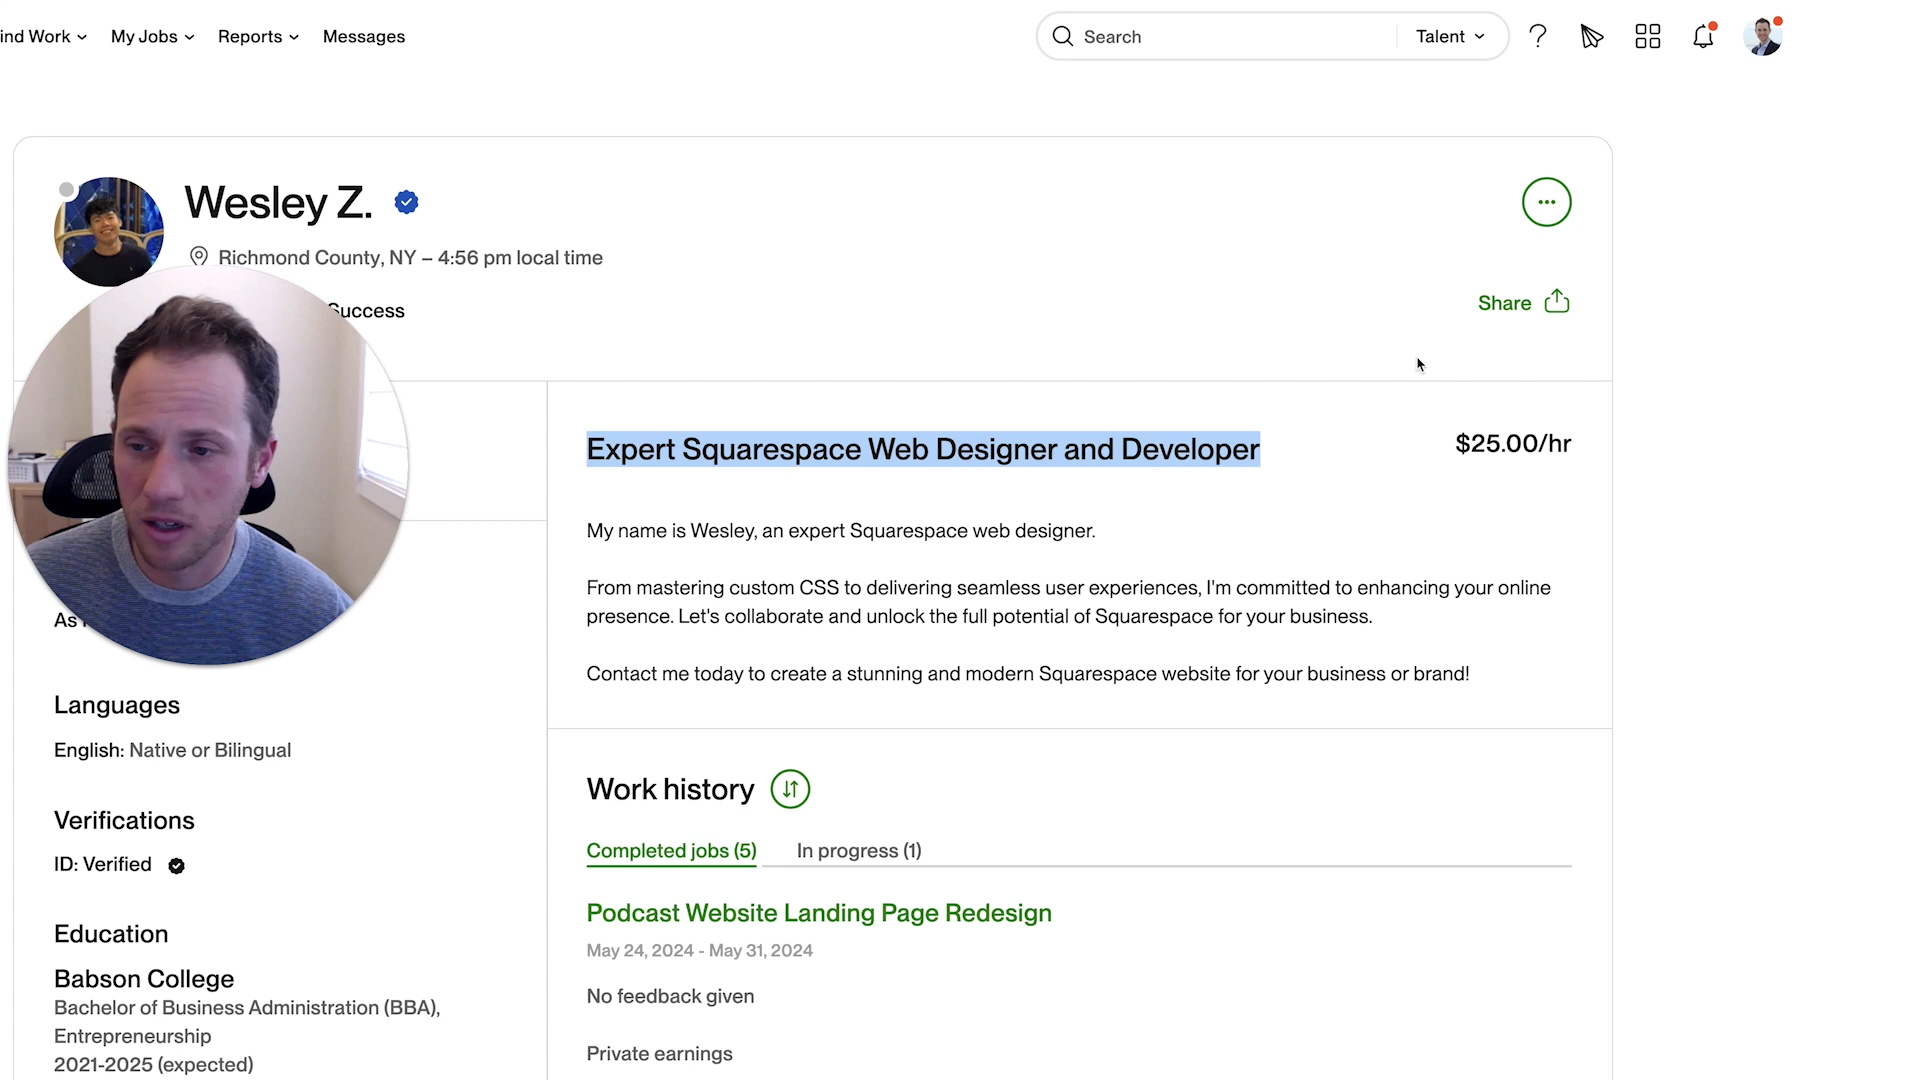 ind Work
My Jobs
Reports
Messages
Search
Talent
Wesley Z.
Richmond County, NY – 4:56 pm local time
Success
Share
Expert Squarespace Web Designer and Developer
$25.00/hr
My name is Wesley, an expert Squarespace web designer.
From mastering custom CSS to delivering seamless user experiences, I'm committed to enhancing your online
presence. Let's collaborate and unlock the full potential of Squarespace for your business.
Contact me today to create a stunning and modern Squarespace website for your business or brand!
As
Languages
English: Native or Bilingual
Verifications
ID: Verified
Education
Babson College
Bachelor of Business Administration (BBA),
Entrepreneurship
2021-2025 (expected)
Work history
Completed jobs (5)
In progress (1)
Podcast Website Landing Page Redesign
May 24, 2024 - May 31, 2024
No feedback given
Private earnings